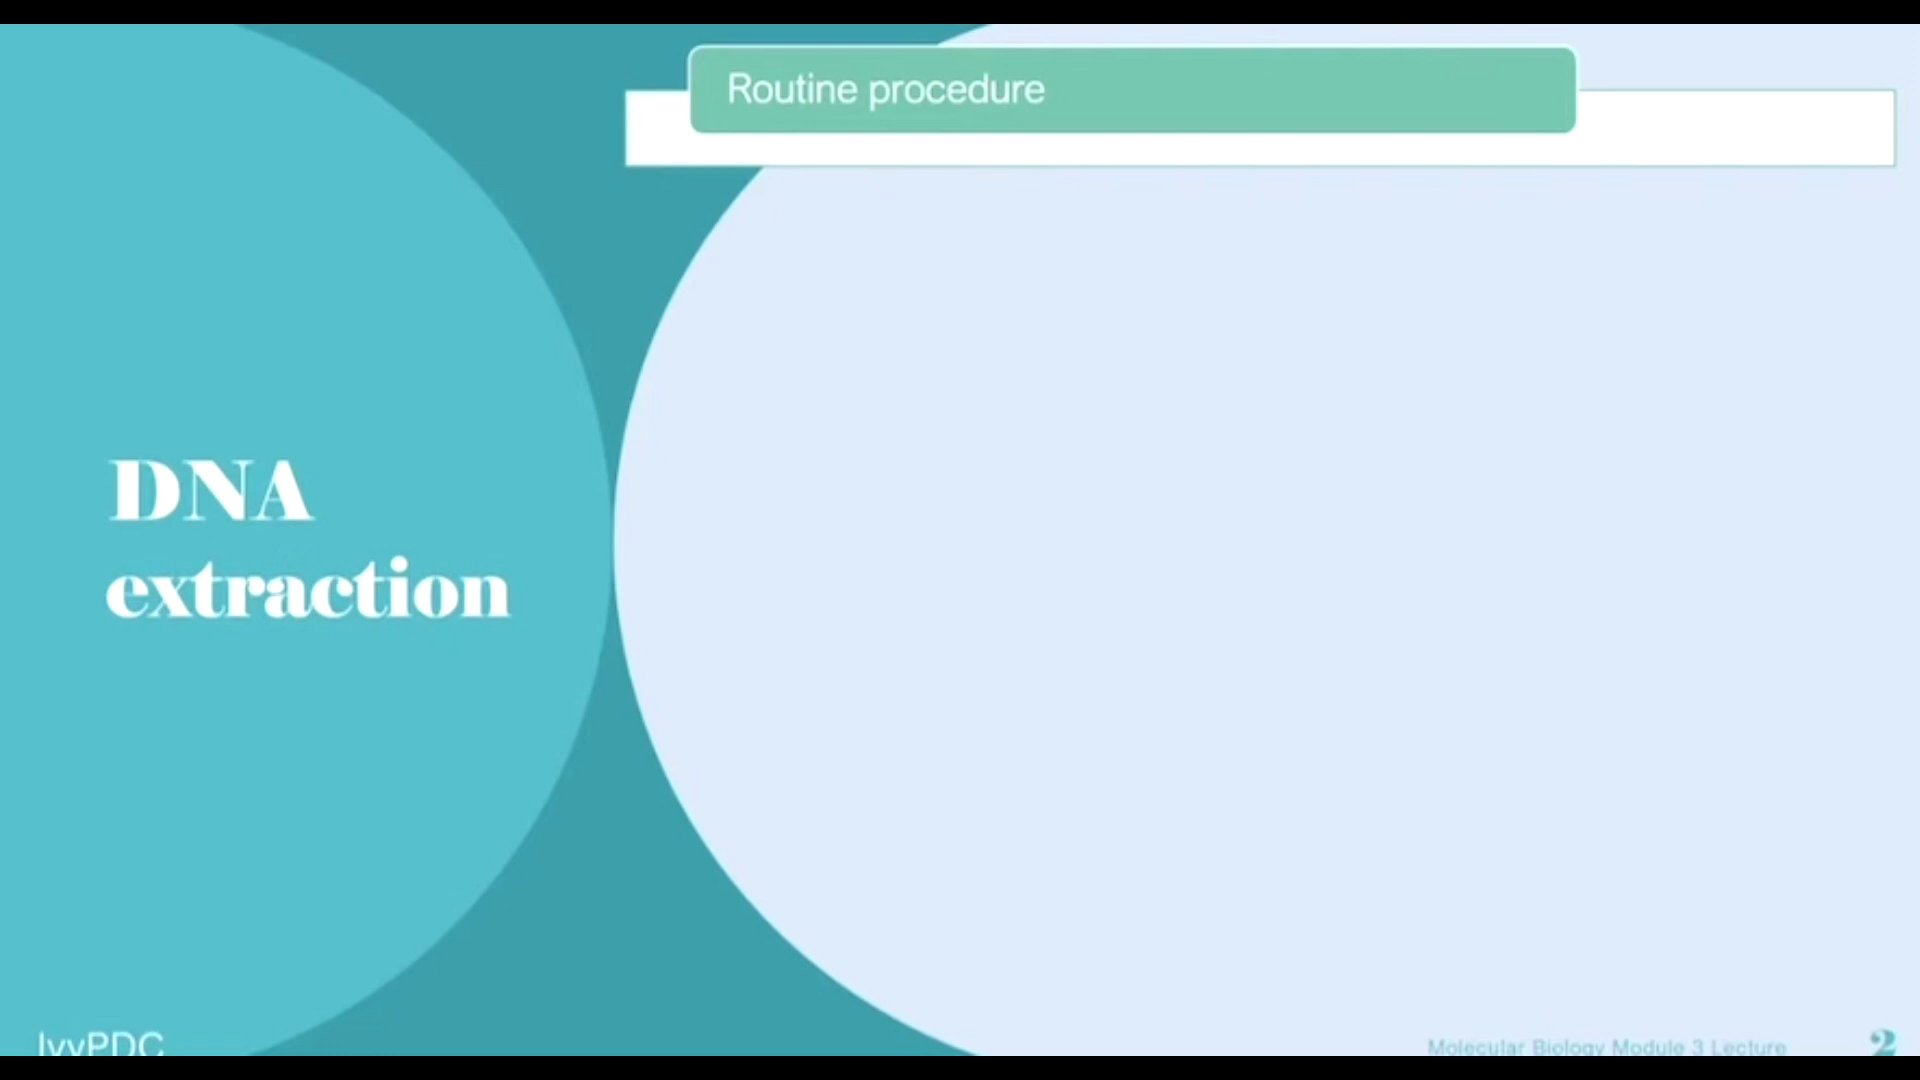 Routine procedure
DNA
extraction
IvyPDC
Molecular Biology Module 3 Lecture
2